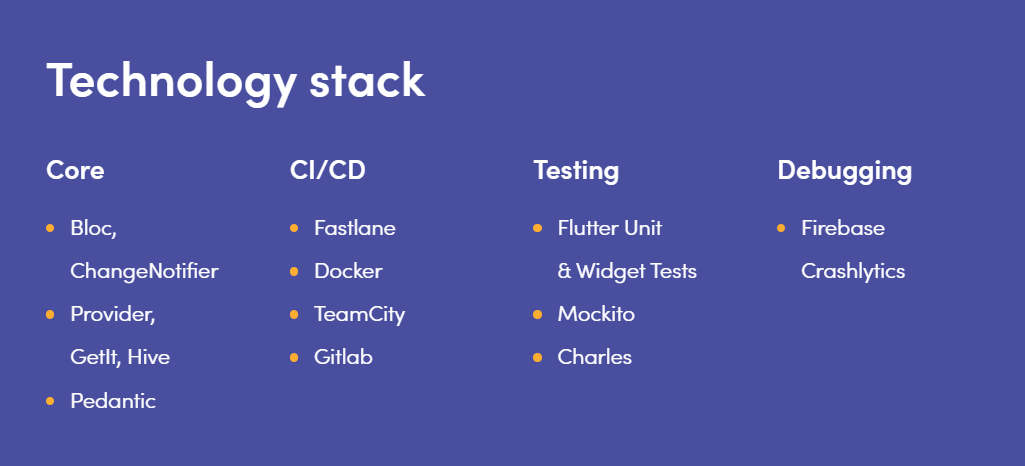 Technology stack
Core
Bloc,
ChangeNotifier
Provider,
GetIt, Hive
Pedantic
CI/CD
Fastlane
Docker
TeamCity
Gitlab
Testing
Flutter Unit
& Widget Tests
Mockito
Charles
Debugging
Firebase
Crashlytics